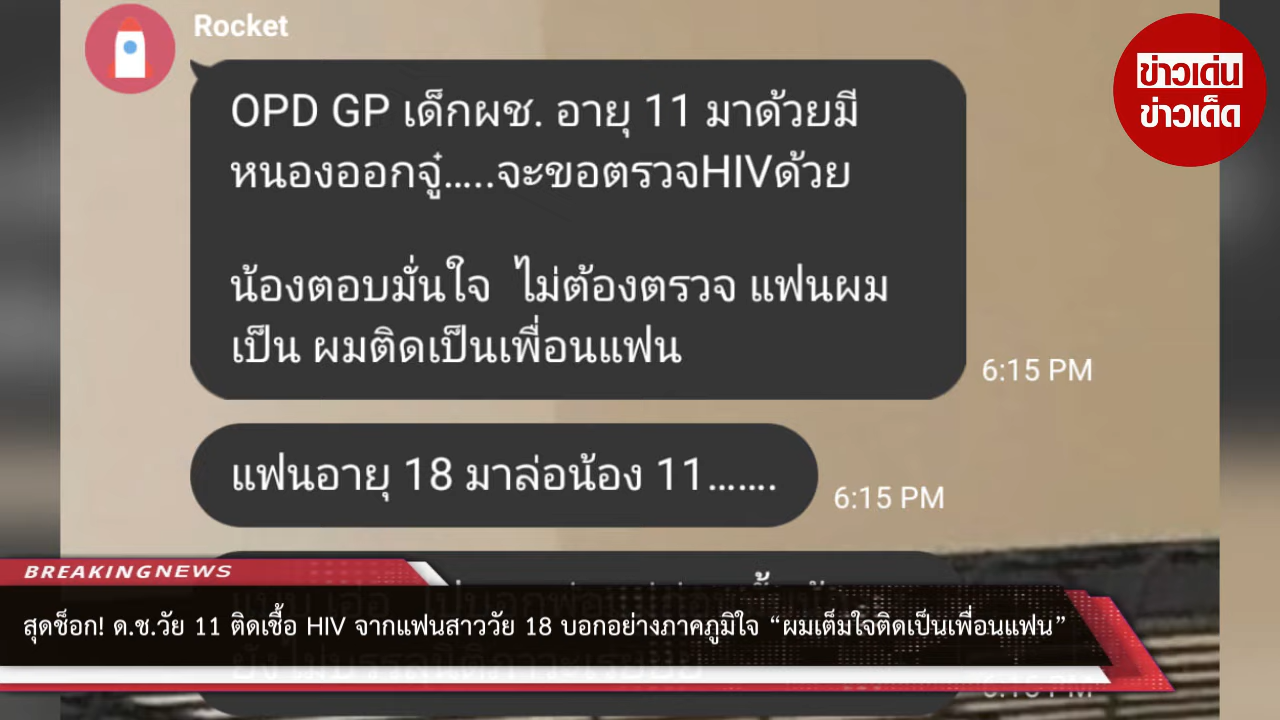 Rocket
ข่าวเด่น
ข่าวเด็ด
OPD GP เด็กผช. อายุ 11 มาด้วยมี
หนองออกจู๋.....จะขอตรวจHIVด้วย
น้องตอบมั่นใจ ไม่ต้องตรวจ แฟนผม
เป็น ผมติดเป็นเพื่อนแฟน
6:15 PM
แฟนอายุ 18 มาล่อน้อง 11.......
6:15 PM
BREAKINGNEWS
สุดช็อก! ด.ช.วัย 11 ติดเชื้อ HIV จากแฟนสาววัย 18 บอกอย่างภาคภูมิใจ “ผมเต็มใจติดเป็นเพื่อนแฟน”
6:15 PM